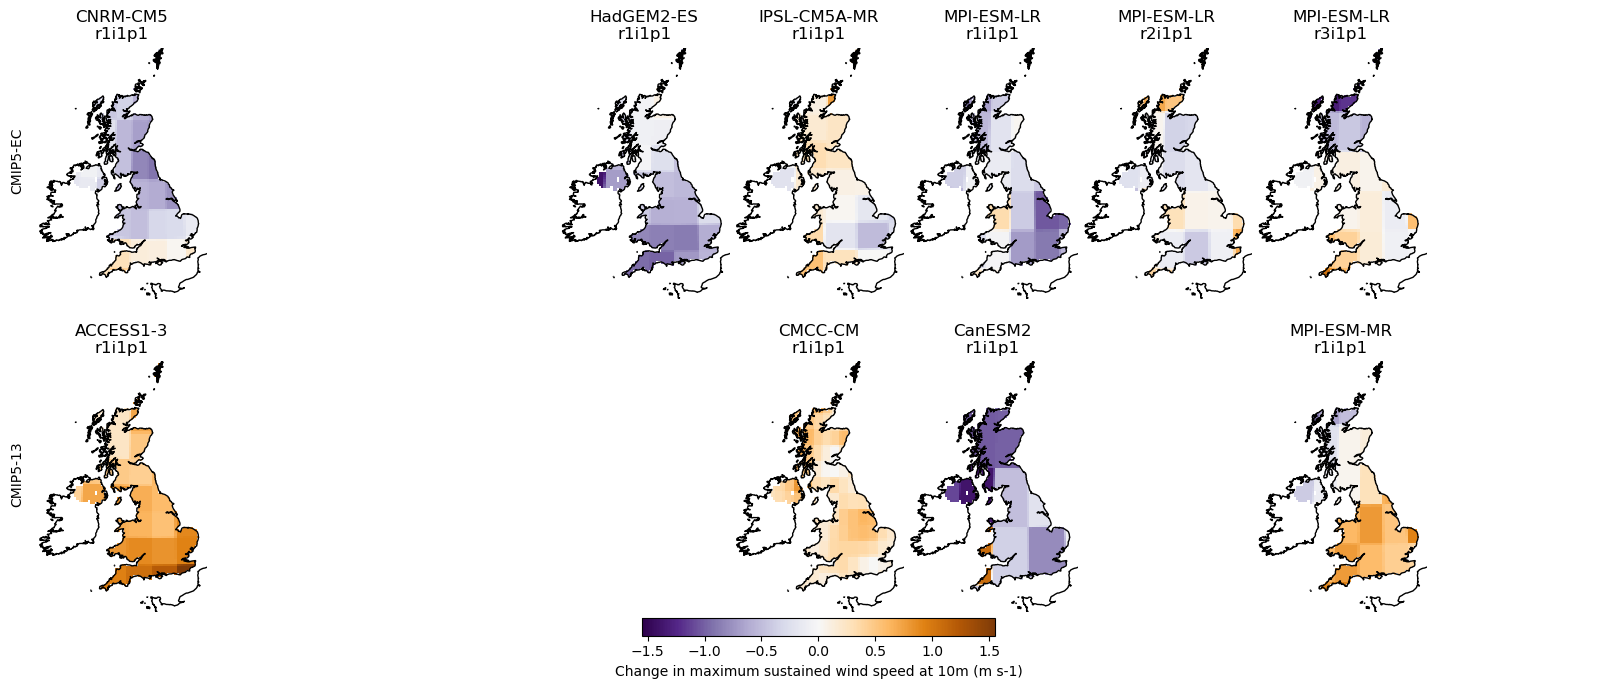 CNRM-CM5
r1i1p1
HadGEM2-ES
r1i1p1
IPSL-CM5A-MR
r1i1p1
MPI-ESM-LR
r1i1p1
MPI-ESM-LR
r2i1p1
MPI-ESM-LR
r3i1p1
CMIP5-EC
ACCESS1-3
r1i1p1
CMCC-CM
r1i1p1
CanESM2
r1i1p1
MPI-ESM-MR
r1i1p1
CMIP5-13
−1.5 −1.0 −0.5 0.0 0.5 1.0 1.5
Change in maximum sustained wind speed at 10m (m s-1)